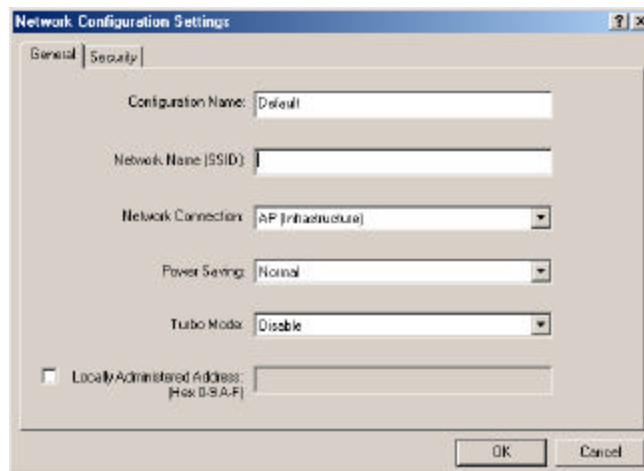 Network Configuration Settings
General
Security
Configuration Name: Default
Network Name (SSID):
Network Connection: AP (Infrastructure)
Power Saving: Normal
Turbo Mode: Disable
Locally Administered Address:
(Hex 0-9 A-F)
OK
Cancel